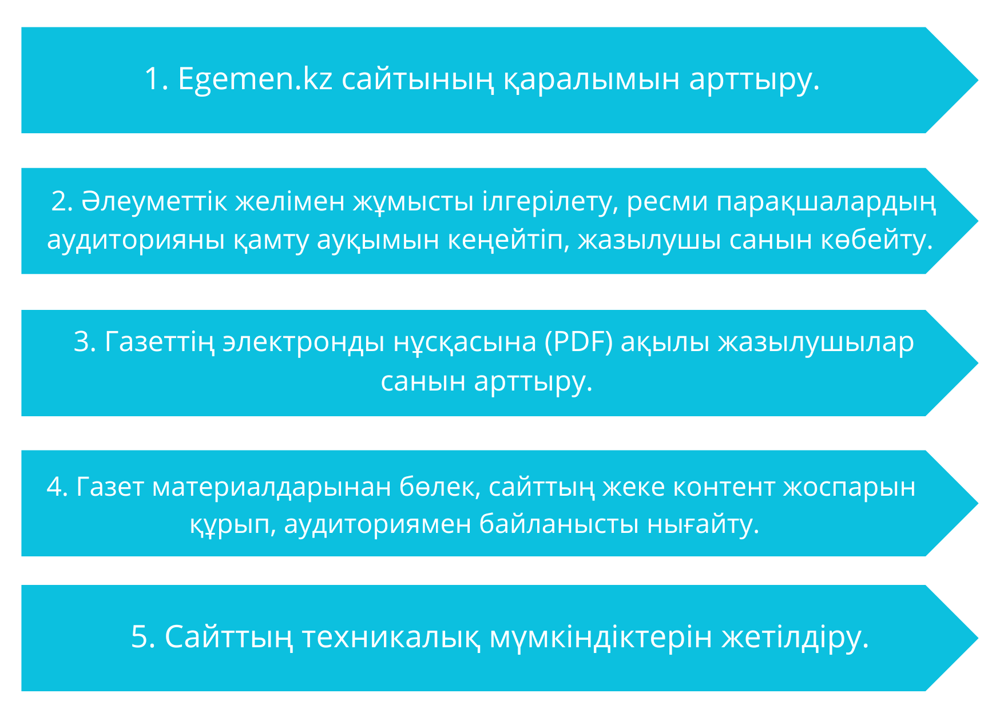 1. Egemen.kz сайтының қаралымын арттыру.
2. Әлеуметтік желімен жұмысты ілгерілету, ресми парақшалардың
аудиторияны қамту ауқымын кеңейтіп, жазылушы санын көбейту.
3. Газеттің электронды нұсқасына (PDF) ақылы жазылушылар
санын арттыру.
4. Газет материалдарынан бөлек, сайттың жеке контент жоспарын
құрып, аудиториямен байланысты нығайту.
5. Сайттың техникалық мүмкіндіктерін жетілдіру.